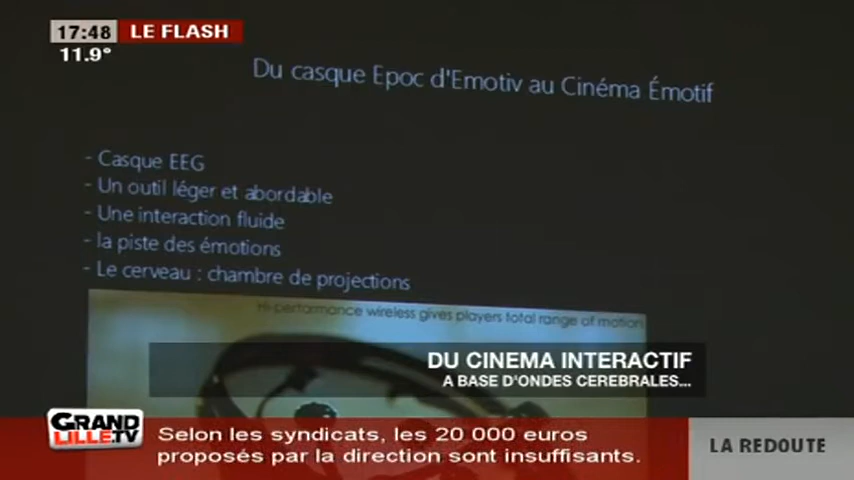 17:48 LE FLASH
11.9°
Du casque Epoc d'Emotiv au Cinéma Émotif
- Casque EEG
- Un outil léger et abordable
- Une interaction fluide
- la piste des émotions
- Le cerveau : chambre de projections
Hi-performance wireless gives players total range of motion
DU CINEMA INTERACTIF
A BASE D'ONDES CEREBRALES...
GRAND
LILLE TV
Selon les syndicats, les 20 000 euros
proposés par la direction sont insuffisants.
LA REDOUTE